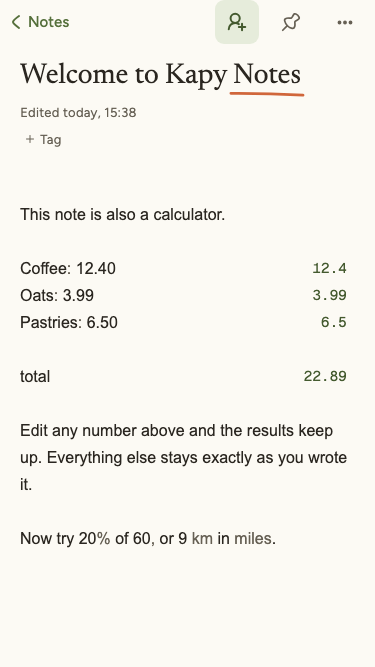 Notes
Welcome to Kapy Notes
Edited today, 15:38
+ Tag
This note is also a calculator.
Coffee: 12.40 12.4
Oats: 3.99 3.99
Pastries: 6.50 6.5
total 22.89
Edit any number above and the results keep
up. Everything else stays exactly as you wrote
it.
Now try 20% of 60, or 9 km in miles.